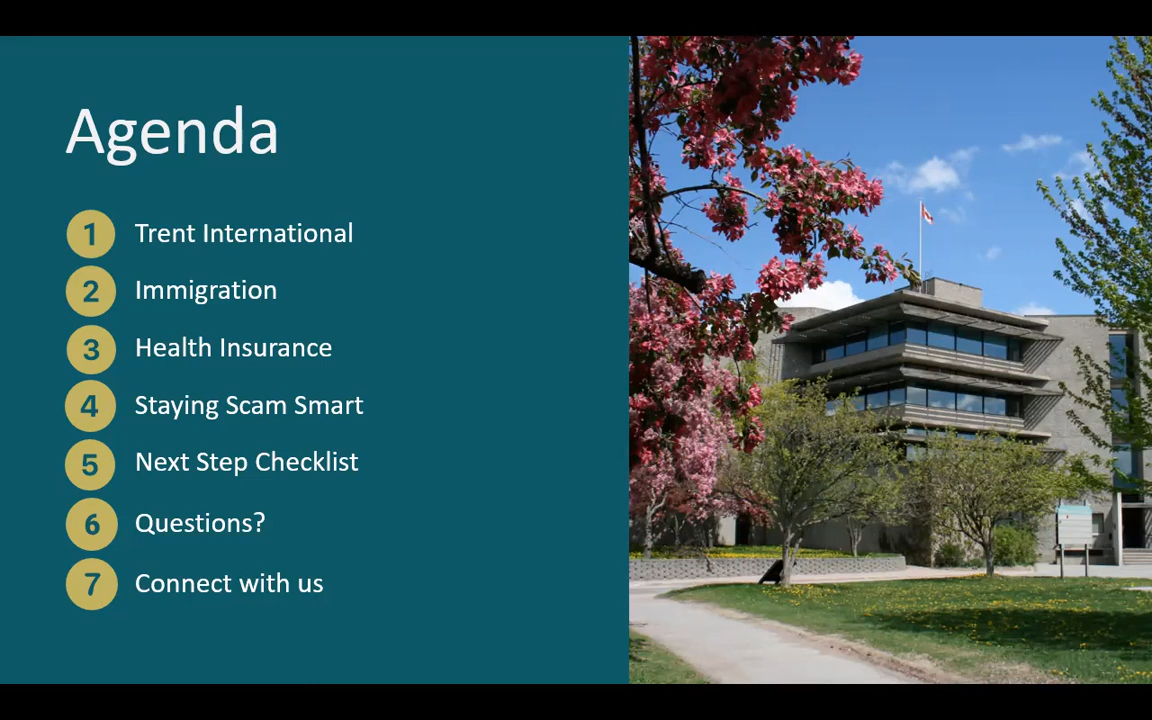 Agenda
1 Trent International
2 Immigration
3 Health Insurance
4 Staying Scam Smart
5 Next Step Checklist
6 Questions?
7 Connect with us